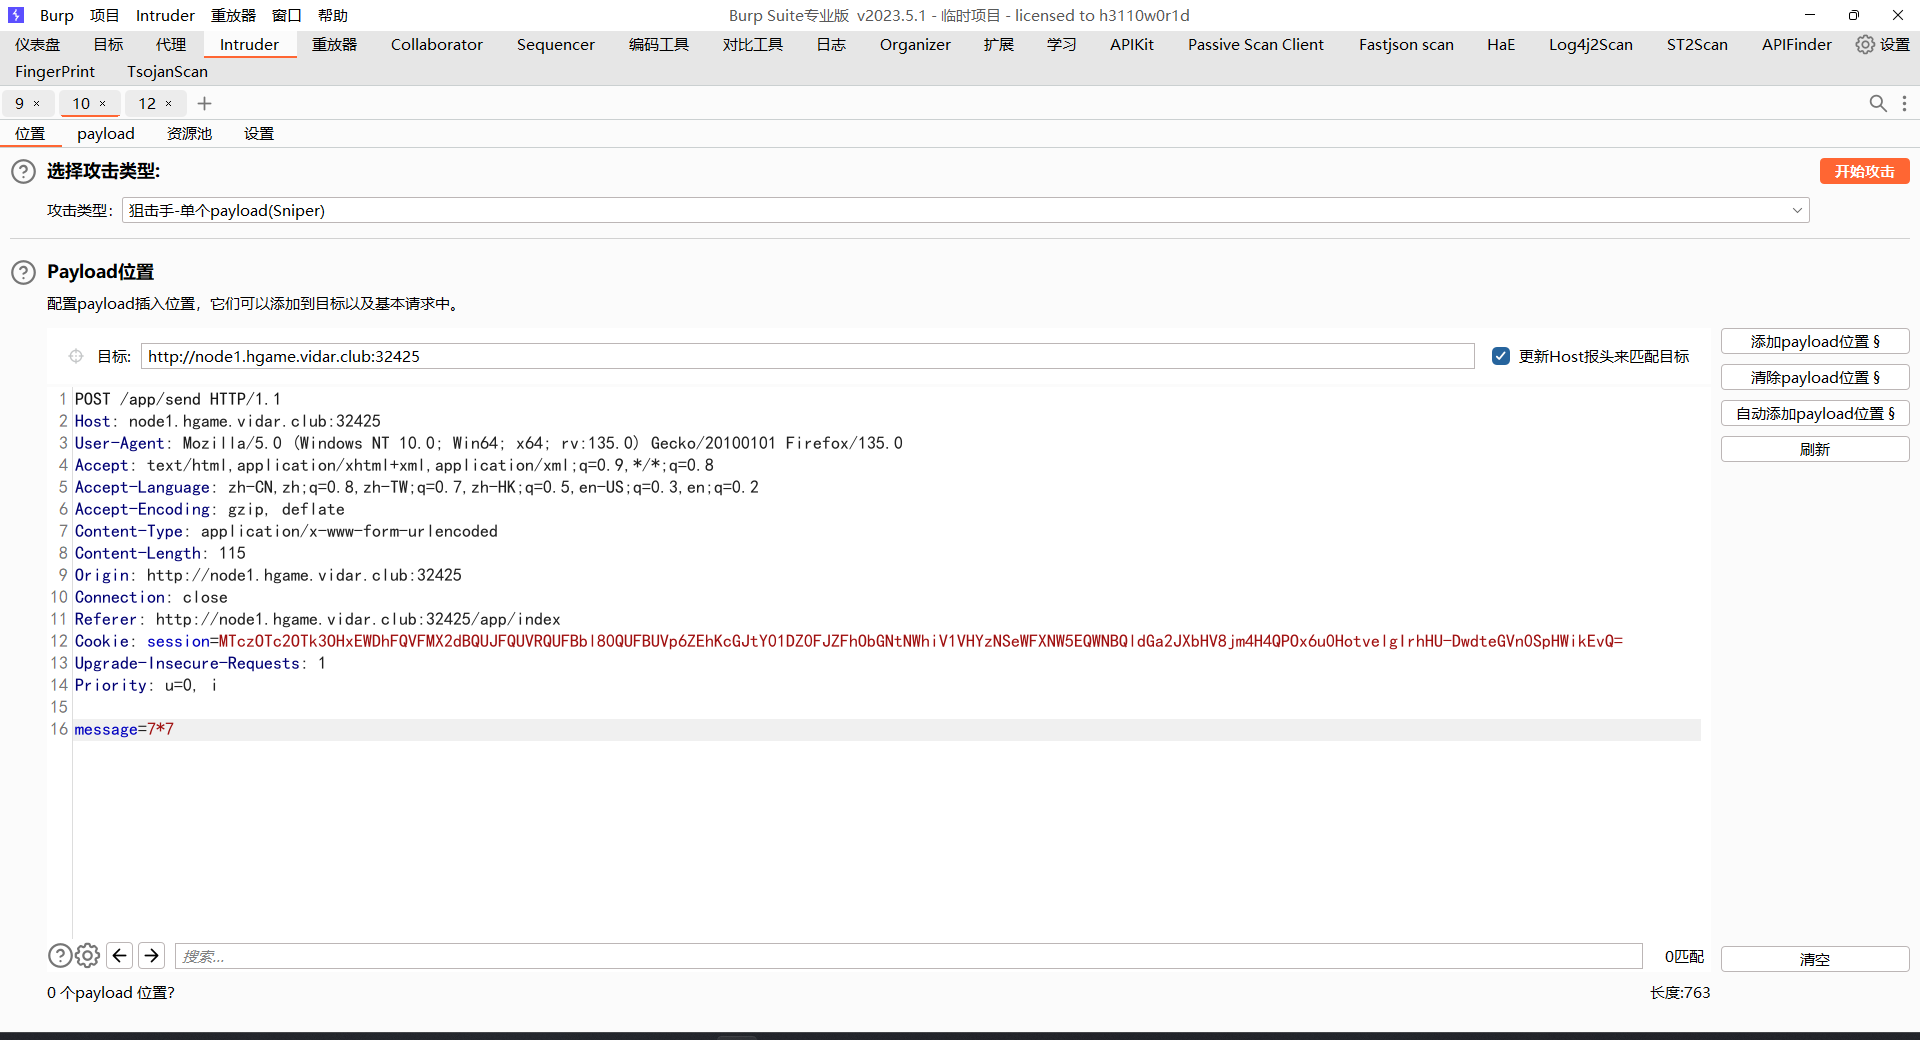 Burp 项目 Intruder 重放器 窗口 帮助 Burp Suite专业版 v2023.5.1 - 临时项目 - licensed to h3110w0r1d
仪表盘 目标 代理 Intruder 重放器 Collaborator Sequencer 编码工具 对比工具 日志 Organizer 扩展 学习 APIKit Passive Scan Client Fastjson scan HaE Log4j2Scan ST2Scan APIFinder 设置
FingerPrint TsojanScan
9 × 10 × 12 × +
位置 payload 资源池 设置
选择攻击类型:
开始攻击
攻击类型: 狙击手-单个payload(Sniper)
Payload位置
配置payload插入位置，它们可以添加到目标以及基本请求中。
目标: http://node1.hgame.vidar.club:32425 更新Host报头来匹配目标
添加payload位置 §
清除payload位置 §
自动添加payload位置 §
刷新
1 POST /app/send HTTP/1.1
2 Host: node1.hgame.vidar.club:32425
3 User-Agent: Mozilla/5.0 (Windows NT 10.0; Win64; x64; rv:135.0) Gecko/20100101 Firefox/135.0
4 Accept: text/html,application/xhtml+xml,application/xml;q=0.9,*/*;q=0.8
5 Accept-Language: zh-CN,zh;q=0.8,zh-TW;q=0.7,zh-HK;q=0.5,en-US;q=0.3,en;q=0.2
6 Accept-Encoding: gzip, deflate
7 Content-Type: application/x-www-form-urlencoded
8 Content-Length: 115
9 Origin: http://node1.hgame.vidar.club:32425
10 Connection: close
11 Referer: http://node1.hgame.vidar.club:32425/app/index
12 Cookie: session=MTczOTc2OTk3OHxEWDhFQVFMX2dBQUJFQUVRQUFBbl80QUFBUVp6ZEhKcGJtY01DZ0FJZFhObGNtNWhiV1VHYzNSeWFXNW5EQWNBQldGa2JXbHV8jm4H4QPOx6u0HotvelgIrhHU-DwdteGVn0SpHWikEvQ=
13 Upgrade-Insecure-Requests: 1
14 Priority: u=0, i
15
16 message=7*7
搜索... 0匹配
清空
0 个payload 位置? 长度:763